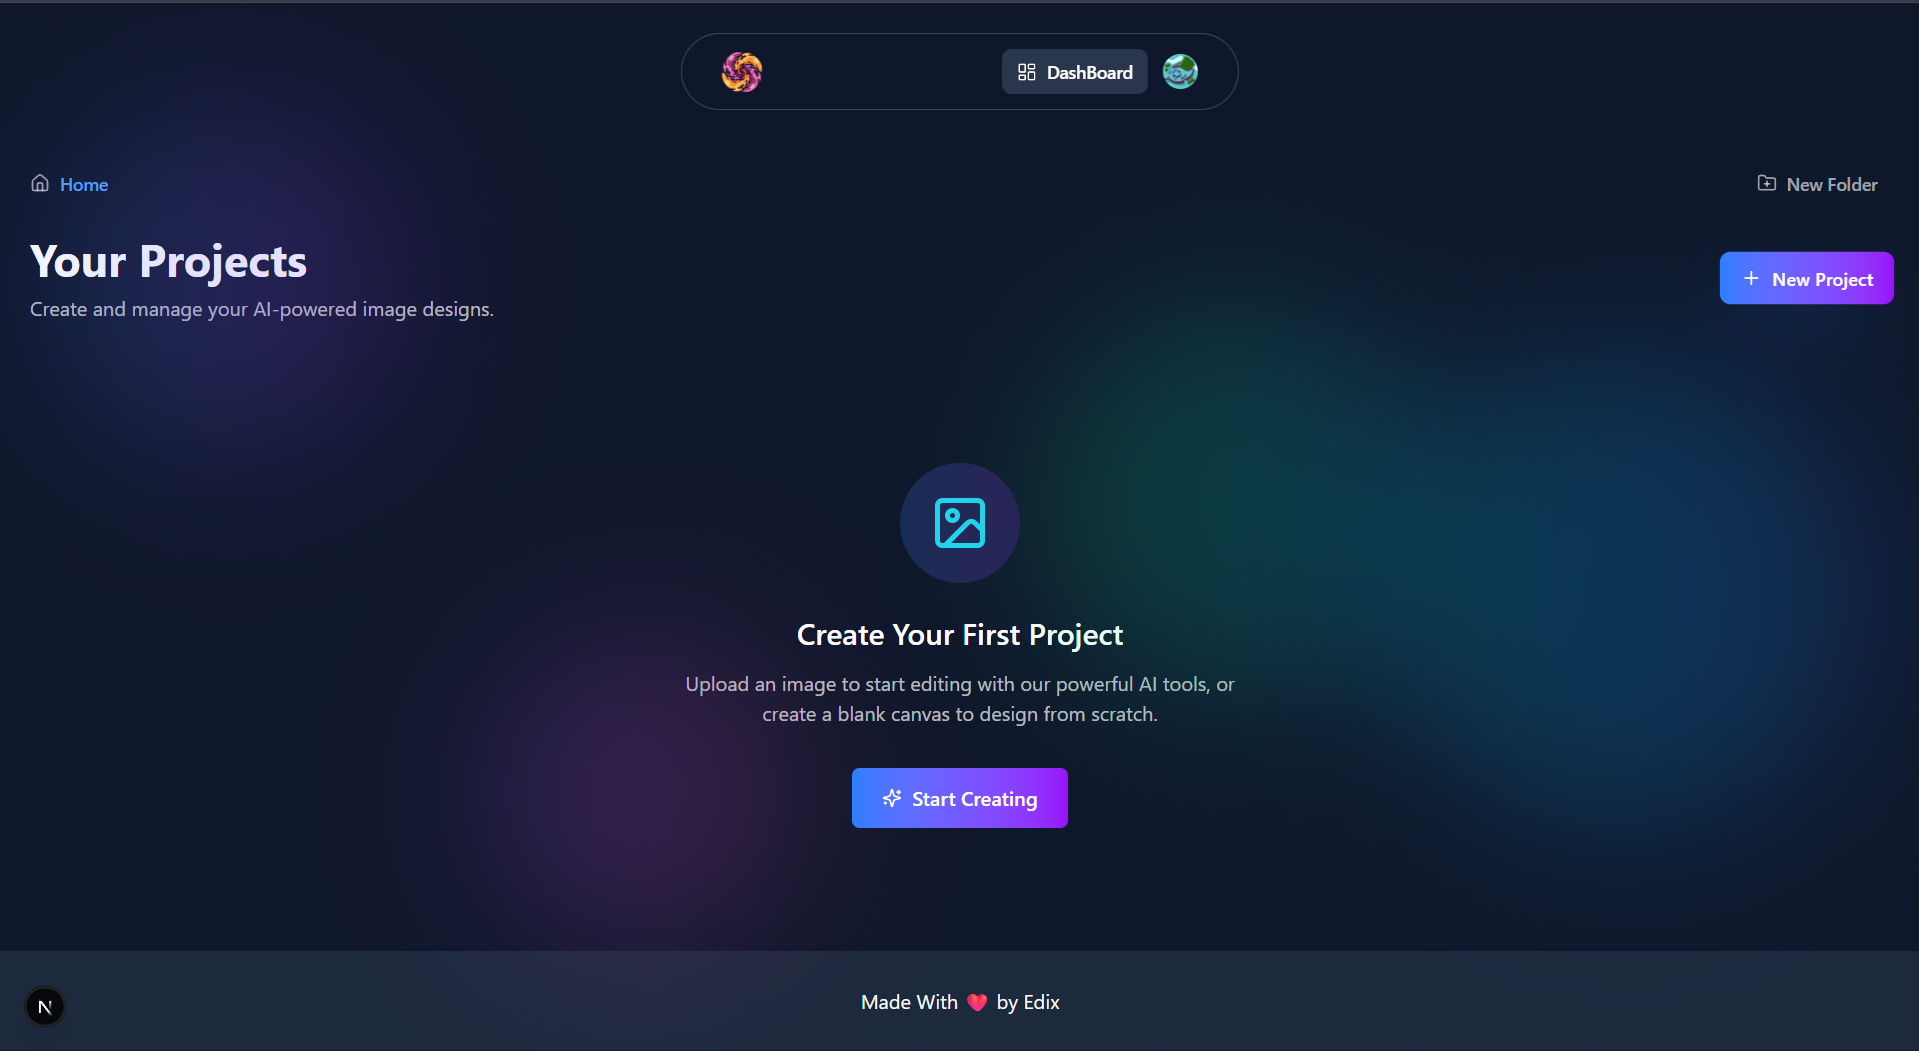 DashBoard
Home
New Folder
Your Projects
Create and manage your AI-powered image designs.
New Project
Create Your First Project
Upload an image to start editing with our powerful AI tools, or
create a blank canvas to design from scratch.
Start Creating
N
Made With ❤️ by Edix